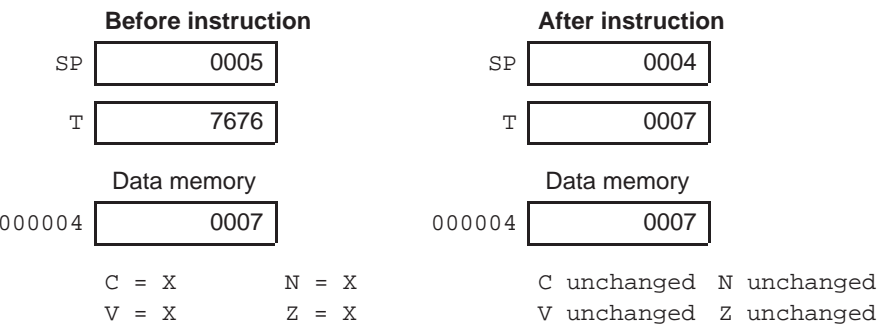 Before instruction After instruction
SP 0005 SP 0004
T 7676 T 0007
Data memory Data memory
000004 0007 000004 0007
C = X N = X C unchanged N unchanged
V = X Z = X V unchanged Z unchanged